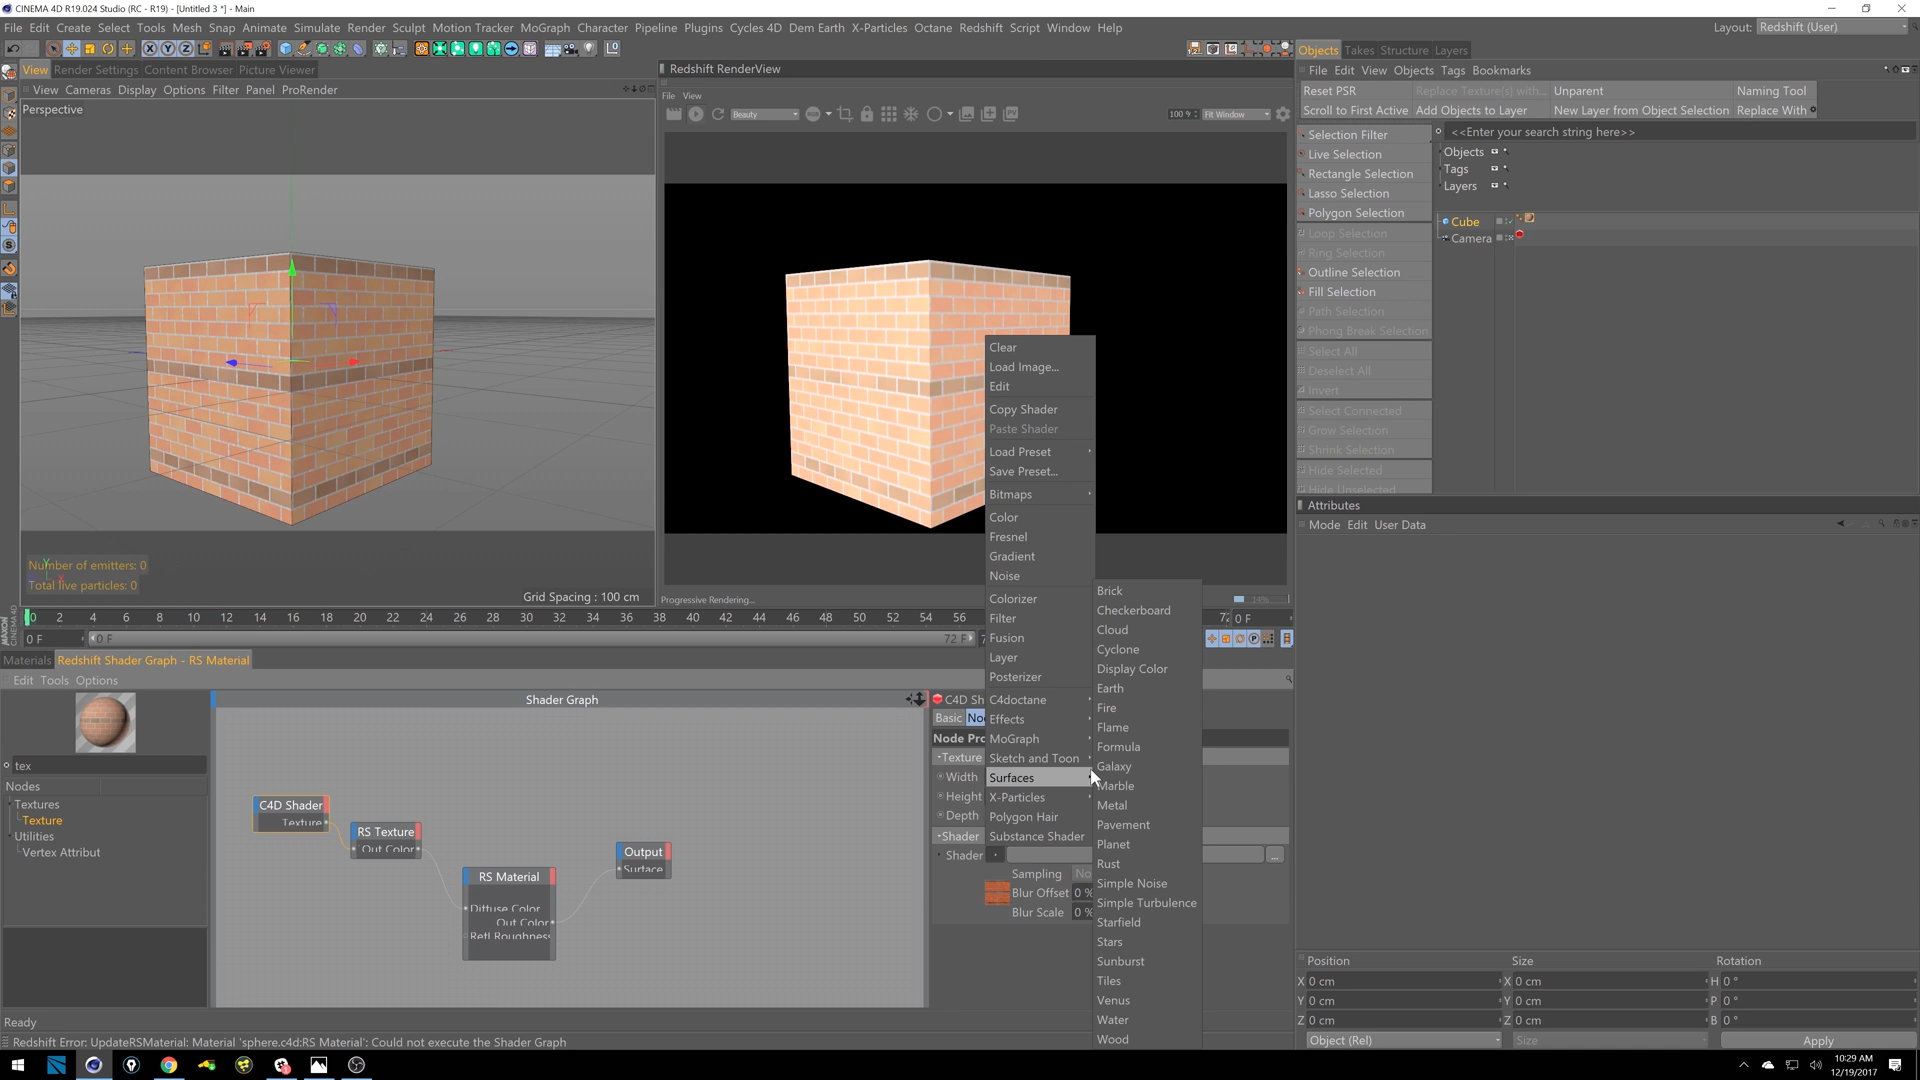 CINEMA 4D R19.024 Studio (RC - R19) - [Untitled 3 *] - Main
File Edit Create Select Tools Mesh Snap Animate Simulate Render Sculpt Motion Tracker MoGraph Character Pipeline Plugins Cycles 4D Dem Earth X-Particles Octane Redshift Script Window Help
Layout: Redshift (User)
View Render Settings Content Browser Picture Viewer
View Cameras Display Options Filter Panel ProRender
Perspective
Number of emitters: 0
Total live particles: 0
Grid Spacing : 100 cm
Redshift RenderView
File View
Beauty
100 %
Fit Window
Progressive Rendering...
14%
Clear
Load Image...
Edit
Copy Shader
Paste Shader
Load Preset
Save Preset...
Bitmaps
Color
Fresnel
Gradient
Noise
Colorizer
Filter
Fusion
Layer
Posterizer
C4doctane
Effects
MoGraph
Sketch and Toon
Surfaces
X-Particles
Polygon Hair
Substance Shader
Brick
Checkerboard
Cloud
Cyclone
Display Color
Earth
Fire
Flame
Formula
Galaxy
Marble
Metal
Pavement
Planet
Rust
Simple Noise
Simple Turbulence
Starfield
Stars
Sunburst
Tiles
Venus
Water
Wood
Objects Takes Structure Layers
File Edit View Objects Tags Bookmarks
Reset PSR Replace Texture(s) with... Unparent Naming Tool
Scroll to First Active Add Objects to Layer New Layer from Object Selection Replace With
Selection Filter
Live Selection
Rectangle Selection
Lasso Selection
Polygon Selection
Loop Selection
Ring Selection
Outline Selection
Fill Selection
Path Selection
Phong Break Selection
Select All
Deselect All
Invert
Select Connected
Grow Selection
Shrink Selection
Hide Selected
Hide Unselected
<<Enter your search string here>>
Objects
Tags
Layers
Cube
Camera
Attributes
Mode Edit User Data
Position Size Rotation
X 0 cm X 0 cm H 0 °
Y 0 cm Y 0 cm P 0 °
Z 0 cm Z 0 cm B 0 °
Object (Rel) Size Apply
0 2 4 6 8 10 12 14 16 18 20 22 24 26 28 30 32 34 36 38 40 42 44 46 48 50 52 54 56
0 F
0 F
0 F
72 F
Materials Redshift Shader Graph - RS Material
Edit Tools Options
tex
Nodes
Textures
Texture
Utilities
Vertex Attribut
Shader Graph
C4D Shader
Texture
RS Texture
Out Color
RS Material
Diffuse Color
Out Color
Refl Roughness
Output
Surface
C4D Sh
Basic
Node Pro
Texture
Width
Height
Depth
Shader
Shader
...
Sampling
Blur Offset 0 %
Blur Scale 0 %
MAXON CINEMA 4D
Ready
Redshift Error: UpdateRSMaterial: Material 'sphere.c4d:RS Material': Could not execute the Shader Graph
10:29 AM
12/19/2017